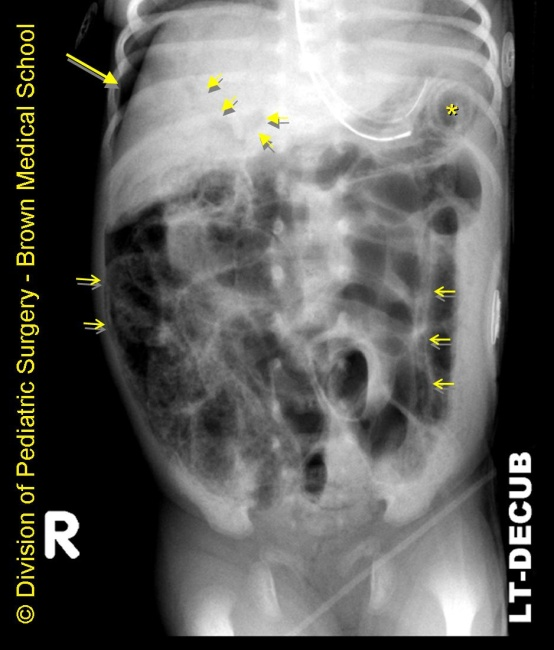 © Division of Pediatric Surgery - Brown Medical School
*
R
LT-DECUB